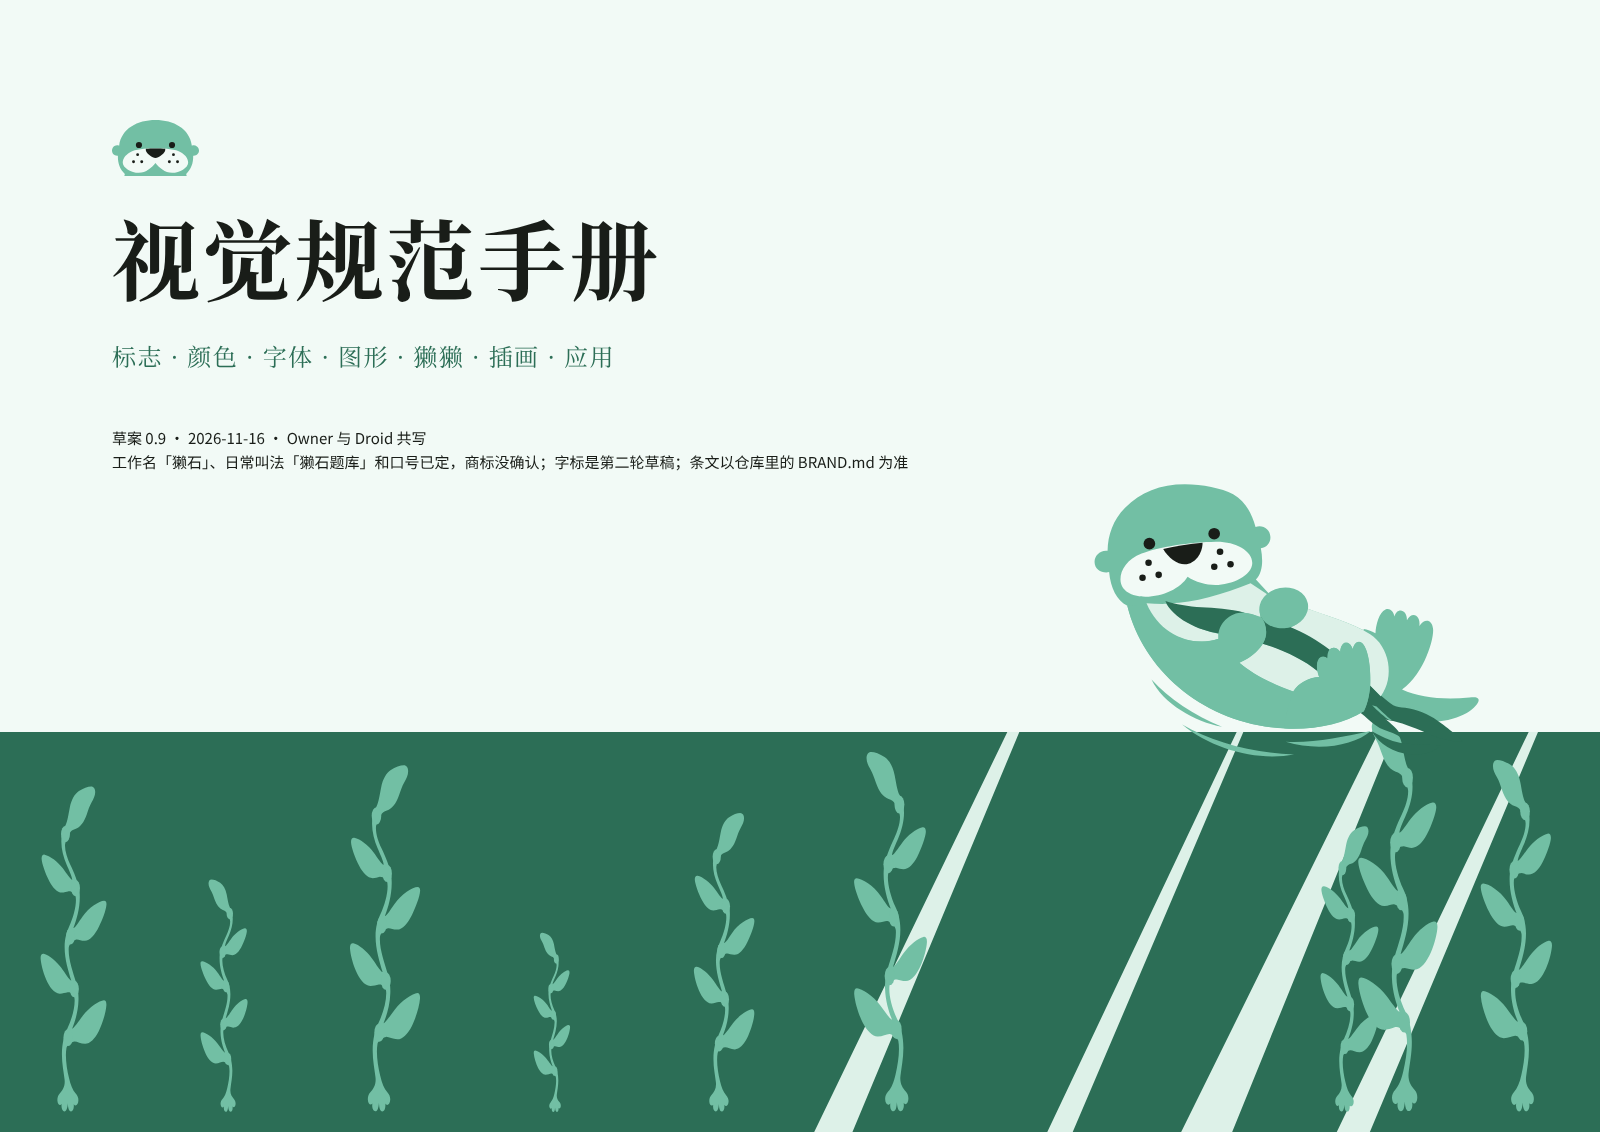 视觉规范手册
标志 · 颜色 · 字体 · 图形 · 獭獭 · 插画 · 应用
草案 0.9 · 2026-11-16 · Owner 与 Droid 共写
工作名「獭石」、日常叫法「獭石题库」和口号已定，商标没确认；字标是第二轮草稿；条文以仓库里的 BRAND.md 为准